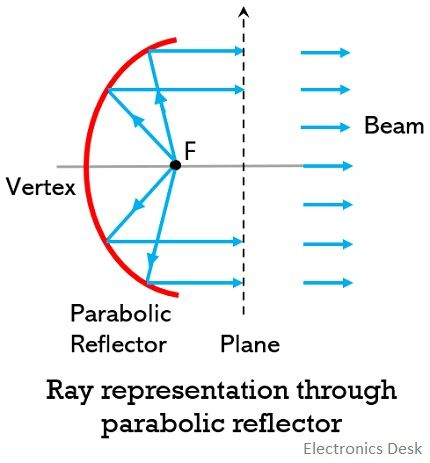 F
Beam
Vertex
Parabolic
Reflector
Plane
Ray representation through
parabolic reflector
Electronics Desk